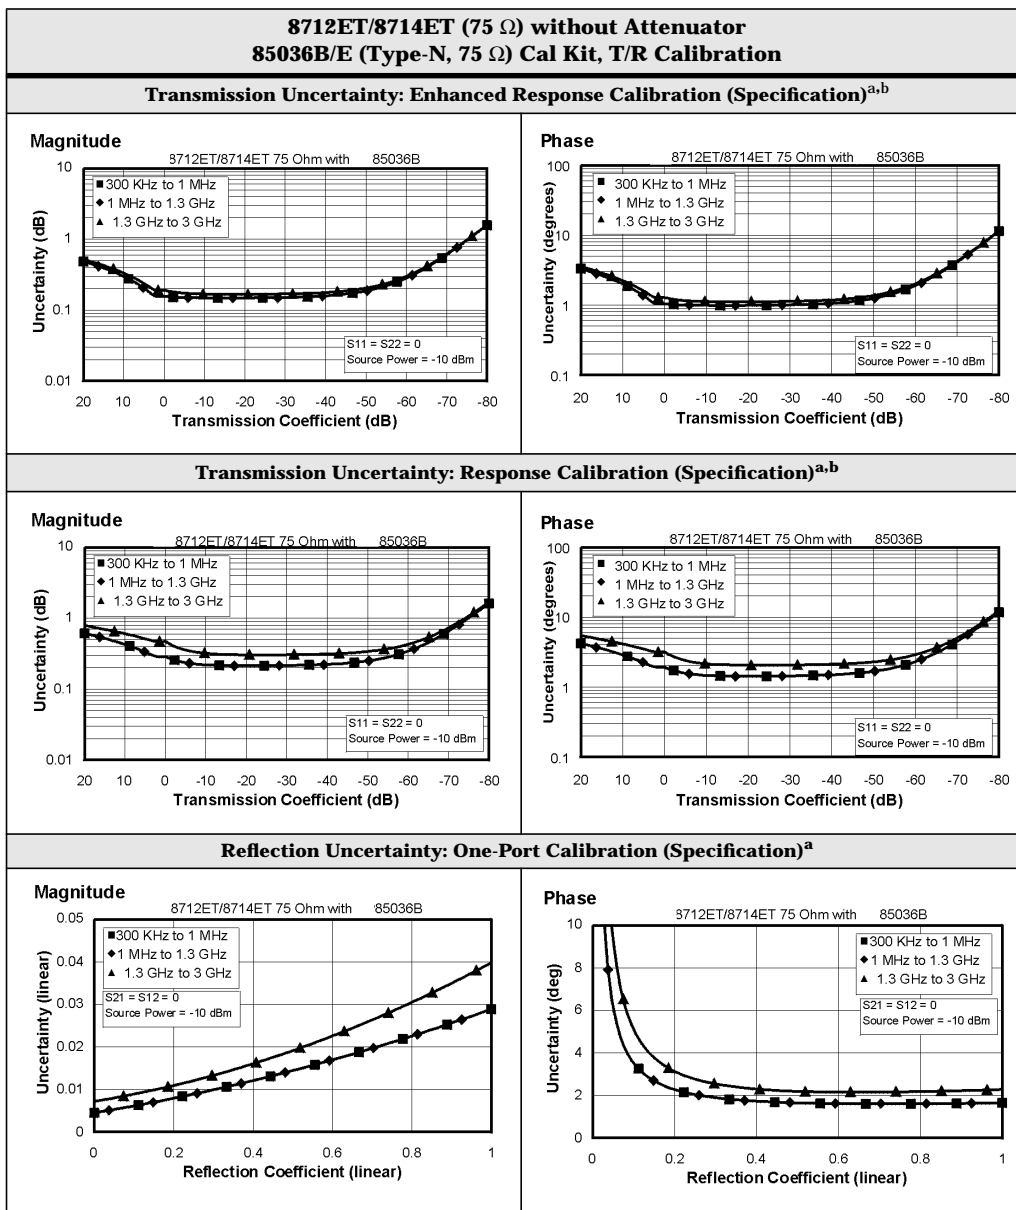 8712ET/8714ET (75 Ω) without Attenuator
85036B/E (Type-N, 75 Ω) Cal Kit, T/R Calibration
Transmission Uncertainty: Enhanced Response Calibration (Specification)a,b
Magnitude
8712ET/8714ET 75 Ohm with 85036B
300 KHz to 1 MHz
1 MHz to 1.3 GHz
1.3 GHz to 3 GHz
S11 = S22 = 0
Source Power = -10 dBm
Uncertainty (dB)
10
1
0.1
0.01
20 10 0 -10 -20 -30 -40 -50 -60 -70 -80
Transmission Coefficient (dB)
Phase
8712ET/8714ET 75 Ohm with 85036B
300 KHz to 1 MHz
1 MHz to 1.3 GHz
1.3 GHz to 3 GHz
S11 = S22 = 0
Source Power = -10 dBm
Uncertainty (degrees)
100
10
1
0.1
20 10 0 -10 -20 -30 -40 -50 -60 -70 -80
Transmission Coefficient (dB)
Transmission Uncertainty: Response Calibration (Specification)a,b
Magnitude
8712ET/8714ET 75 Ohm with 85036B
300 KHz to 1 MHz
1 MHz to 1.3 GHz
1.3 GHz to 3 GHz
S11 = S22 = 0
Source Power = -10 dBm
Uncertainty (dB)
10
1
0.1
0.01
20 10 0 -10 -20 -30 -40 -50 -60 -70 -80
Transmission Coefficient (dB)
Phase
8712ET/8714ET 75 Ohm with 85036B
300 KHz to 1 MHz
1 MHz to 1.3 GHz
1.3 GHz to 3 GHz
S11 = S22 = 0
Source Power = -10 dBm
Uncertainty (degrees)
100
10
1
0.1
20 10 0 -10 -20 -30 -40 -50 -60 -70 -80
Transmission Coefficient (dB)
Reflection Uncertainty: One-Port Calibration (Specification)a
Magnitude
8712ET/8714ET 75 Ohm with 85036B
300 KHz to 1 MHz
1 MHz to 1.3 GHz
1.3 GHz to 3 GHz
S21 = S12 = 0
Source Power = -10 dBm
Uncertainty (linear)
0.05
0.04
0.03
0.02
0.01
0
0 0.2 0.4 0.6 0.8 1
Reflection Coefficient (linear)
Phase
8712ET/8714ET 75 Ohm with 85036B
300 KHz to 1 MHz
1 MHz to 1.3 GHz
1.3 GHz to 3 GHz
S21 = S12 = 0
Source Power = -10 dBm
Uncertainty (deg)
10
8
6
4
2
0
0 0.2 0.4 0.6 0.8 1
Reflection Coefficient (linear)